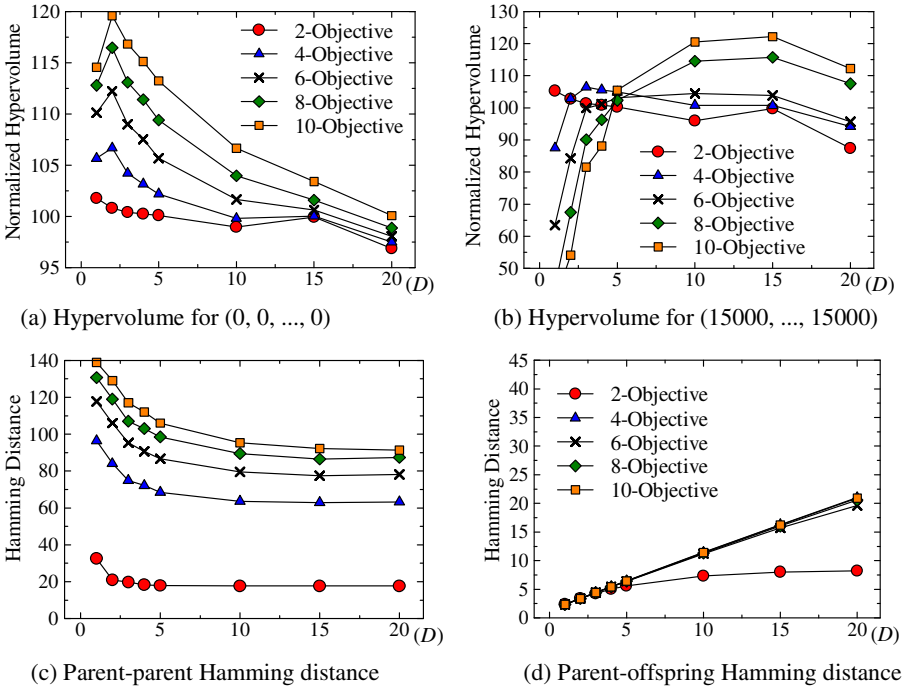 Normalized Hypervolume
120
115
110
105
100
95
0 5 10 15 20 (D)
2-Objective
4-Objective
6-Objective
8-Objective
10-Objective
(a) Hypervolume for (0, 0, ..., 0)
Normalized Hypervolume
130
120
110
100
90
80
70
60
50
0 5 10 15 20 (D)
2-Objective
4-Objective
6-Objective
8-Objective
10-Objective
(b) Hypervolume for (15000, ..., 15000)
Hamming Distance
140
120
100
80
60
40
20
0
0 5 10 15 20 (D)
(c) Parent-parent Hamming distance
Hamming Distance
45
40
35
30
25
20
15
10
5
0
0 5 10 15 20 (D)
2-Objective
4-Objective
6-Objective
8-Objective
10-Objective
(d) Parent-offspring Hamming distance